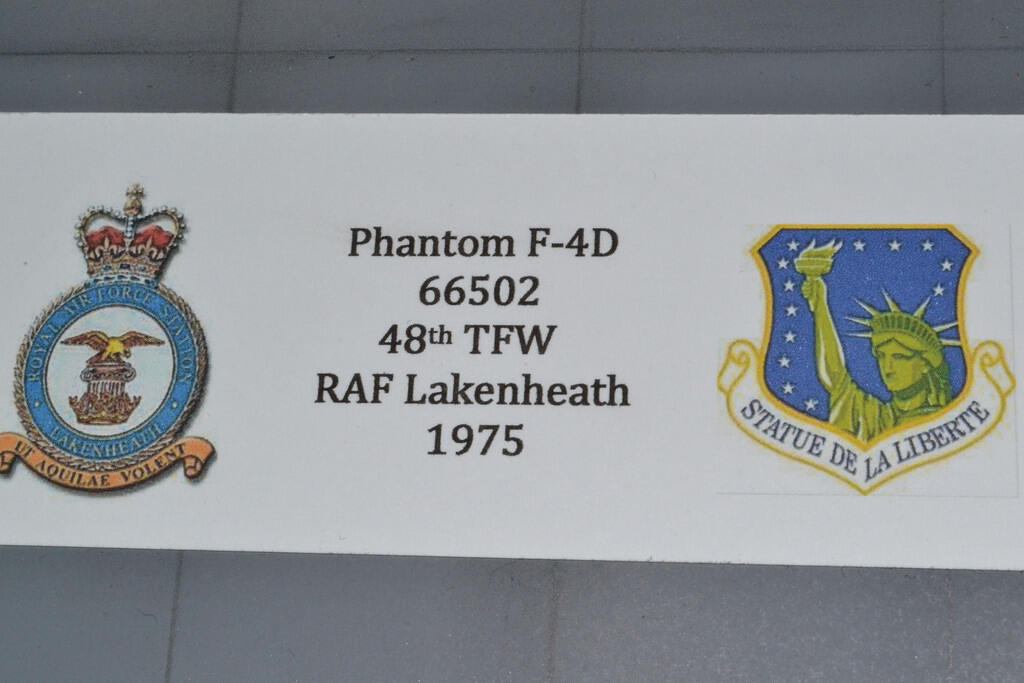 ROYAL AIR FORCE STATION
LAKENHEATH
UT AQUILAE VOLENT
Phantom F-4D
66502
48th TFW
RAF Lakenheath
1975
STATUE DE LA LIBERTE